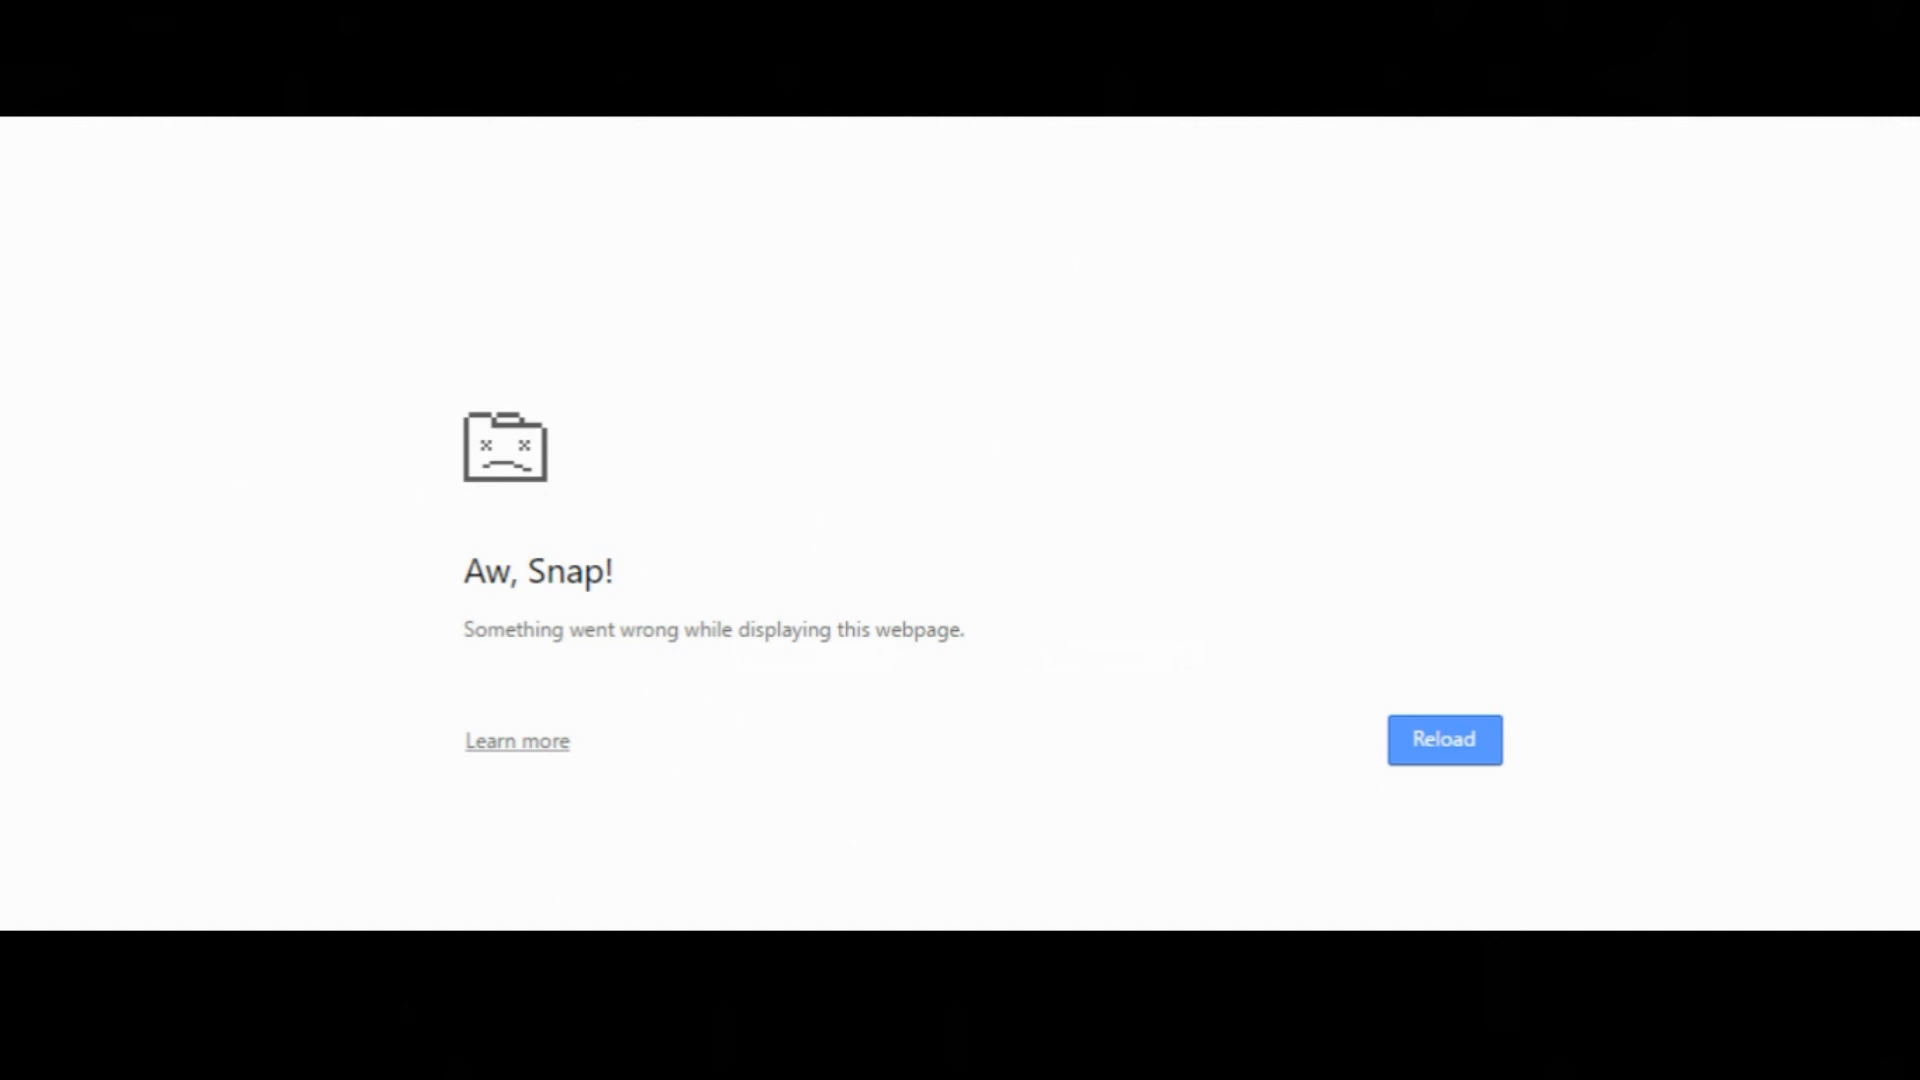 Aw, Snap!
Something went wrong while displaying this webpage.
Learn more
Reload